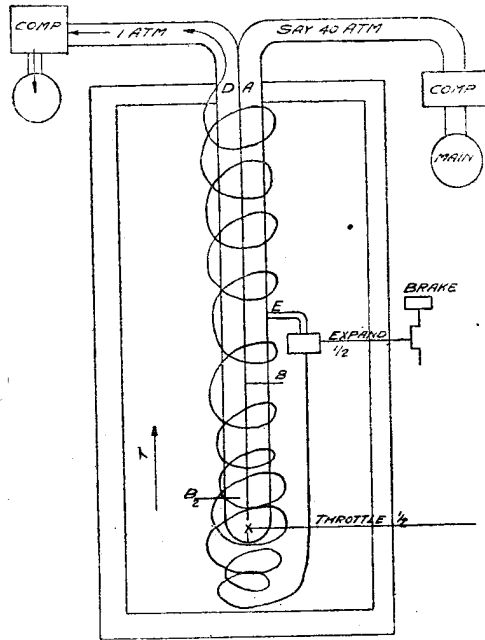 COMP
1 ATM
SAY 40 ATM
COMP
MAIN
D A
E
BRAKE
EXPAND
1/2
B
T
B2
X
THROTTLE 1/2